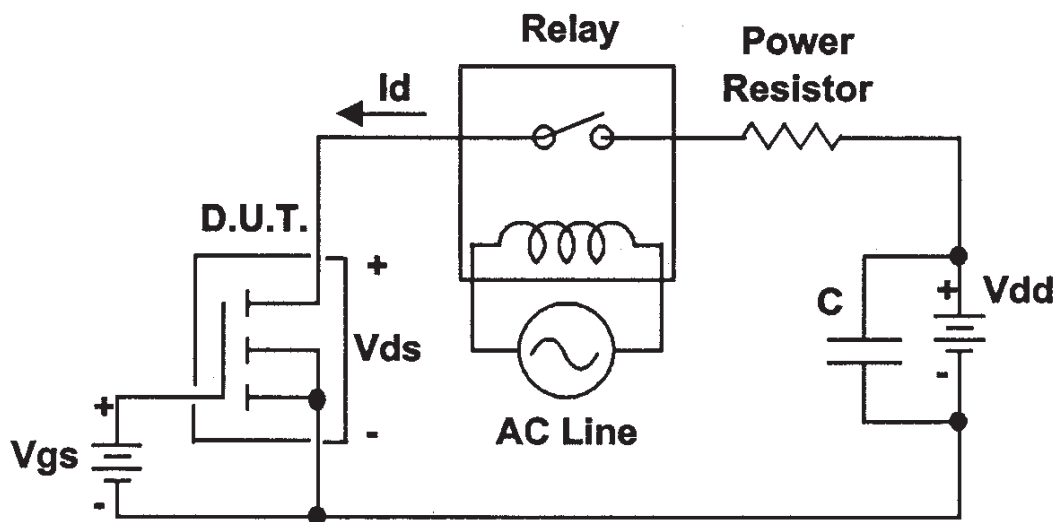 Relay
Power
Resistor
Id
D.U.T.
+
Vds
-
C
+
Vdd
-
AC Line
+
Vgs
-